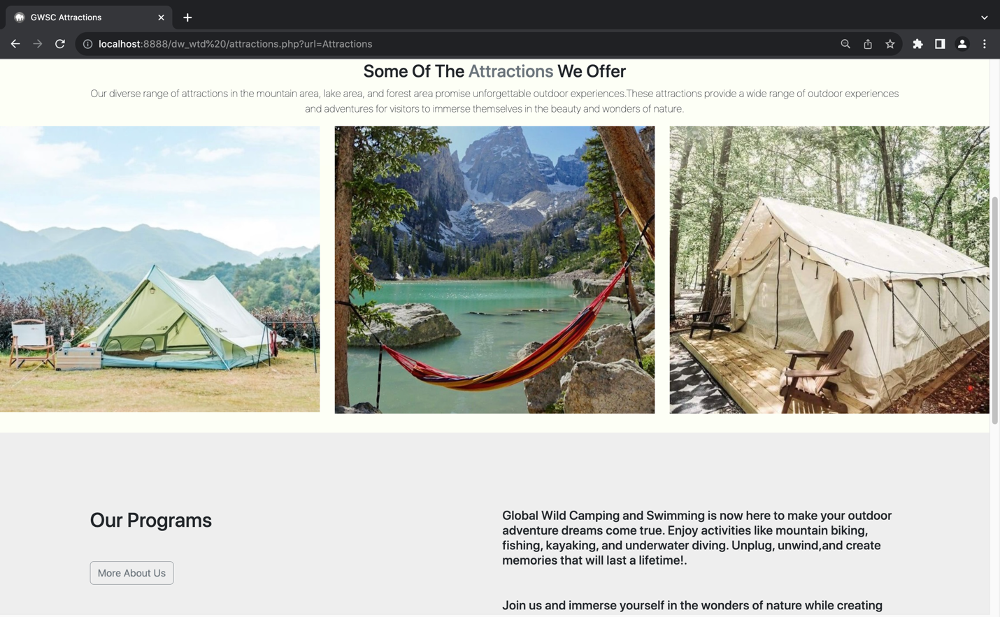 GWSC Attractions
localhost:8888/dw_wtd%20/attractions.php?url=Attractions
Some Of The Attractions We Offer
Our diverse range of attractions in the mountain area, lake area, and forest area promise unforgettable outdoor experiences.These attractions provide a wide range of outdoor experiences
and adventures for visitors to immerse themselves in the beauty and wonders of nature.
Our Programs
More About Us
Global Wild Camping and Swimming is now here to make your outdoor
adventure dreams come true. Enjoy activities like mountain biking,
fishing, kayaking, and underwater diving. Unplug, unwind,and create
memories that will last a lifetime!.
Join us and immerse yourself in the wonders of nature while creating